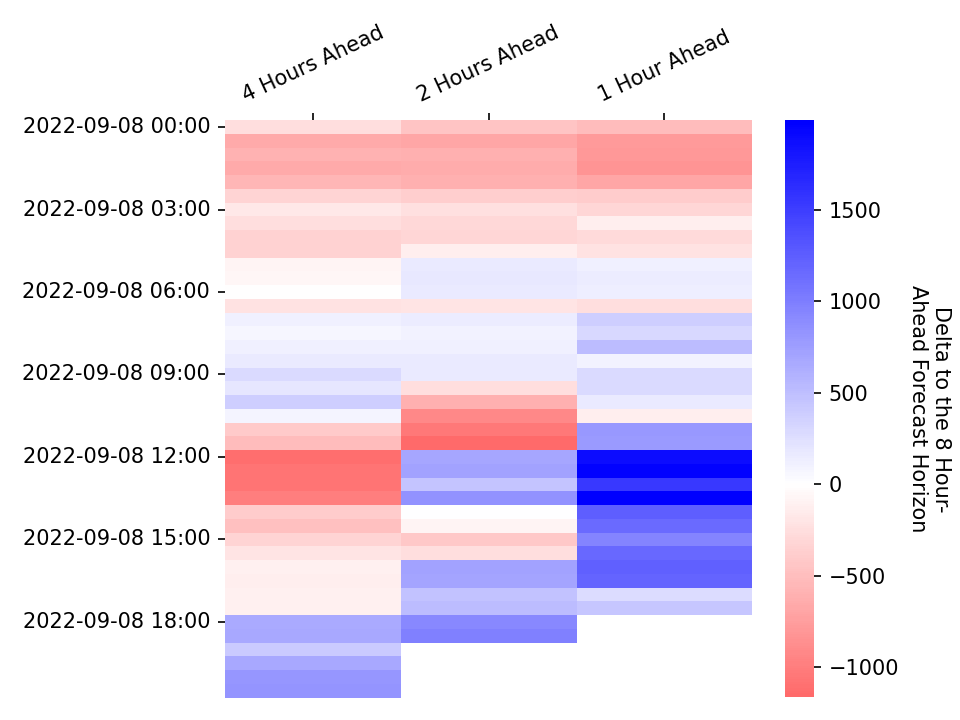 4 Hours Ahead
2 Hours Ahead
1 Hour Ahead
2022-09-08 00:00
2022-09-08 03:00
2022-09-08 06:00
2022-09-08 09:00
2022-09-08 12:00
2022-09-08 15:00
2022-09-08 18:00
1500
1000
500
0
−500
−1000
Delta to the 8 Hour-
Ahead Forecast Horizon